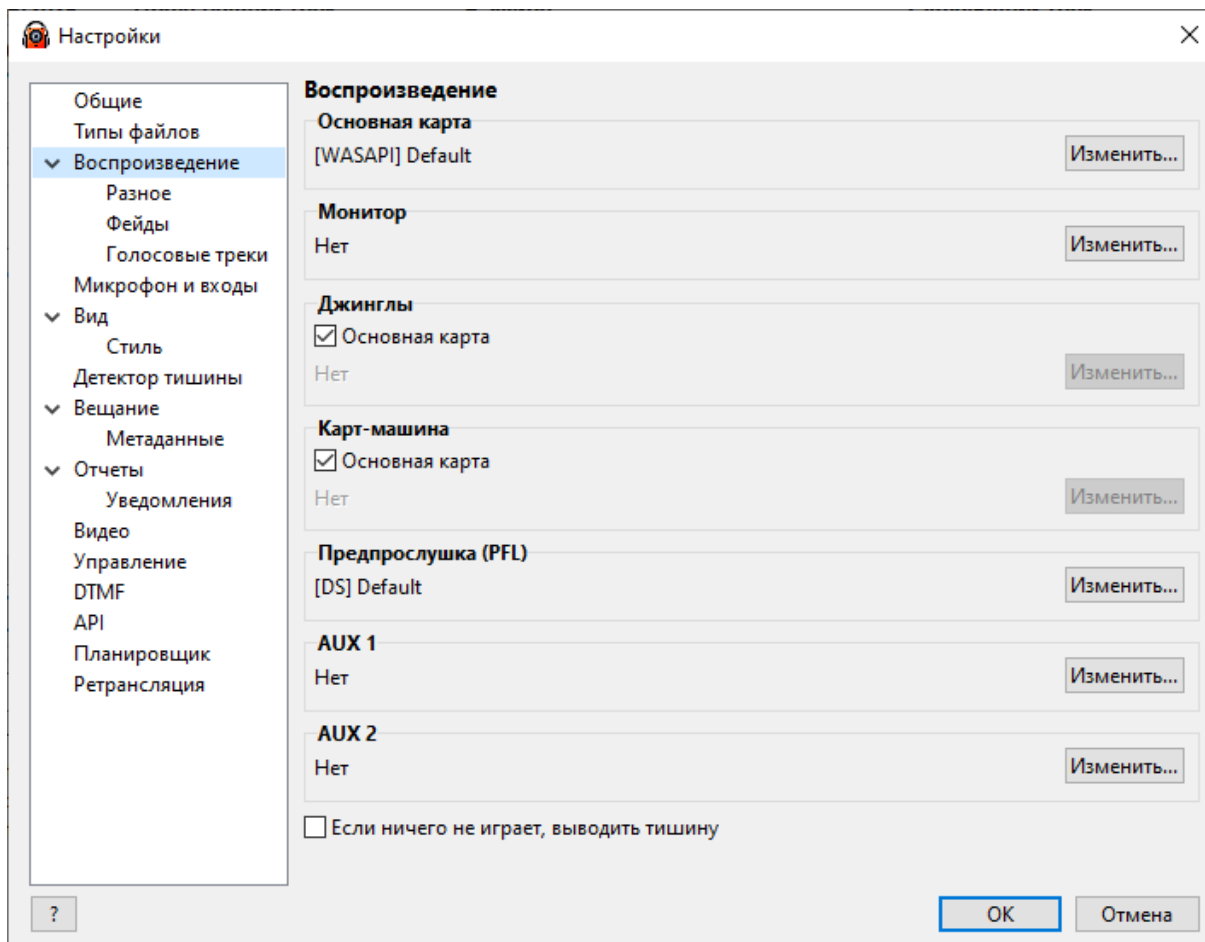 Настройки
Общие
Типы файлов
Воспроизведение
Разное
Фейды
Голосовые треки
Микрофон и входы
Вид
Стиль
Детектор тишины
Вещание
Метаданные
Отчеты
Уведомления
Видео
Управление
DTMF
API
Планировщик
Ретрансляция
Воспроизведение
Основная карта
[WASAPI] Default Изменить...
Монитор
Нет Изменить...
Джинглы
Основная карта
Нет Изменить...
Карт-машина
Основная карта
Нет Изменить...
Предпрослушка (PFL)
[DS] Default Изменить...
AUX 1
Нет Изменить...
AUX 2
Нет Изменить...
Если ничего не играет, выводить тишину
? OK Отмена